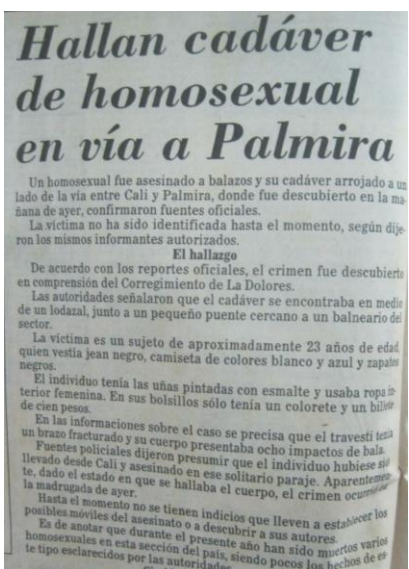 Hallan cadáver
de homosexual
en vía a Palmira
Un homosexual fue asesinado a balazos y su cadáver arrojado a un
lado de la vía entre Cali y Palmira, donde fue descubierto en la ma-
ñana de ayer, confirmaron fuentes oficiales.
La víctima no ha sido identificada hasta el momento, según dije-
ron los mismos informantes autorizados.
El hallazgo
De acuerdo con los reportes oficiales, el crimen fue descubierto
en comprensión del Corregimiento de La Dolores.
Las autoridades señalaron que el cadáver se encontraba en medio
de un lodazal, junto a un pequeño puente cercano a un balneario del
sector.
La víctima es un sujeto de aproximadamente 23 años de edad,
quien vestía jean negro, camiseta de colores blanco y azul y zapatos
negros.
El individuo tenía las uñas pintadas con esmalte y usaba ropa in-
terior femenina. En sus bolsillos sólo tenía un colorete y un billete
de cien pesos.
En las informaciones sobre el caso se precisa que el travesti tenía
un brazo fracturado y su cuerpo presentaba ocho impactos de bala.
Fuentes policiales dijeron presumir que el individuo hubiese sido
llevado desde Cali y asesinado en ese solitario paraje. Aparentemen-
te, dado el estado en que se hallaba el cuerpo, el crimen ocurrió en
la madrugada de ayer.
Hasta el momento no se tienen indicios que lleven a establecer los
posibles móviles del asesinato o a descubrir a sus autores.
Es de anotar que durante el presente año han sido muertos varios
homosexuales en esta sección del país, siendo pocos los hechos de es-
te tipo esclarecidos por las autoridades